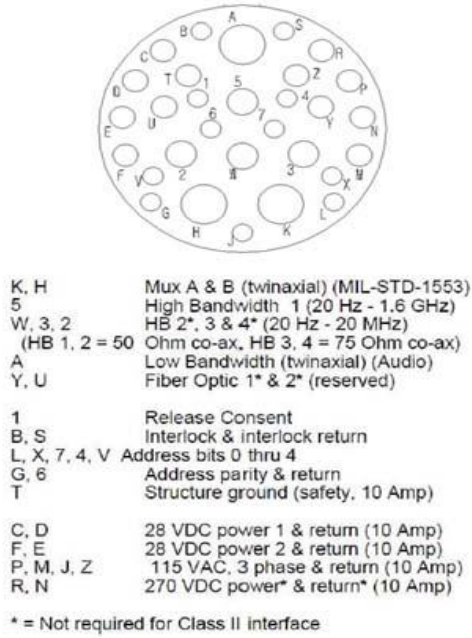 A
B
S
C
R
T
5
Z
D
1
4
P
U
6
7
Y
E
N
F
V
2
W
3
X
M
G
H
J
K
L
K, H Mux A & B (twinaxial) (MIL-STD-1553)
5 High Bandwidth 1 (20 Hz - 1.6 GHz)
W, 3, 2 HB 2*, 3 & 4* (20 Hz - 20 MHz)
(HB 1, 2 = 50 Ohm co-ax, HB 3, 4 = 75 Ohm co-ax)
A Low Bandwidth (twinaxial) (Audio)
Y, U Fiber Optic 1* & 2* (reserved)
1 Release Consent
B, S Interlock & interlock return
L, X, 7, 4, V Address bits 0 thru 4
G, 6 Address parity & return
T Structure ground (safety, 10 Amp)
C, D 28 VDC power 1 & return (10 Amp)
F, E 28 VDC power 2 & return (10 Amp)
P, M, J, Z 115 VAC, 3 phase & return (10 Amp)
R, N 270 VDC power* & return* (10 Amp)
* = Not required for Class II interface